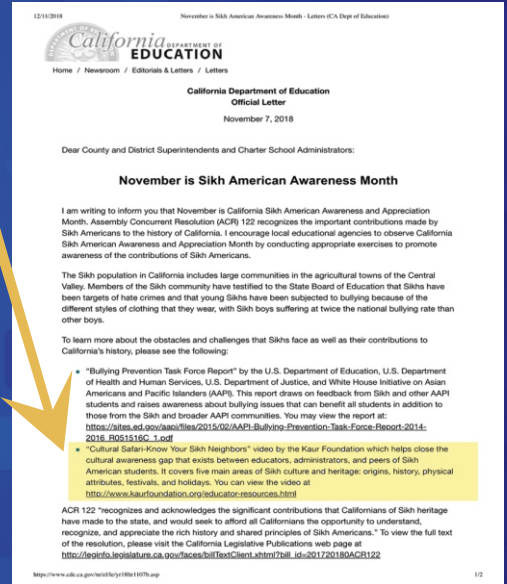 12/11/2018
November is Sikh American Awareness Month - Letters (CA Dept of Education)
California DEPARTMENT OF
EDUCATION
Home / Newsroom / Editorials & Letters / Letters
California Department of Education
Official Letter
November 7, 2018
Dear County and District Superintendents and Charter School Administrators:
November is Sikh American Awareness Month
I am writing to inform you that November is California Sikh American Awareness and Appreciation
Month. Assembly Concurrent Resolution (ACR) 122 recognizes the important contributions made by
Sikh Americans to the history of California. I encourage local educational agencies to observe California
Sikh American Awareness and Appreciation Month by conducting appropriate exercises to promote
awareness of the contributions of Sikh Americans.
The Sikh population in California includes large communities in the agricultural towns of the Central
Valley. Members of the Sikh community have testified to the State Board of Education that Sikhs have
been targets of hate crimes and that young Sikhs have been subjected to bullying because of the
different styles of clothing that they wear, with Sikh boys suffering at twice the national bullying rate than
other boys.
To learn more about the obstacles and challenges that Sikhs face as well as their contributions to
California's history, please see the following:
• "Bullying Prevention Task Force Report" by the U.S. Department of Education, U.S. Department
of Health and Human Services, U.S. Department of Justice, and White House Initiative on Asian
Americans and Pacific Islanders (AAPI). This report draws on feedback from Sikh and other AAPI
students and raises awareness about bullying issues that can benefit all students in addition to
those from the Sikh and broader AAPI communities. You may view the report at:
https://sites.ed.gov/aapi/files/2015/02/AAPI-Bullying-Prevention-Task-Force-Report-2014-
2016_R051516C_1.pdf
• "Cultural Safari-Know Your Sikh Neighbors" video by the Kaur Foundation which helps close the
cultural awareness gap that exists between educators, administrators, and peers of Sikh
American students. It covers five main areas of Sikh culture and heritage: origins, history, physical
attributes, festivals, and holidays. You can view the video at
http://www.kaurfoundation.org/educator-resources.html
ACR 122 "recognizes and acknowledges the significant contributions that Californians of Sikh heritage
have made to the state, and would seek to afford all Californians the opportunity to understand,
recognize, and appreciate the rich history and shared principles of Sikh Americans." To view the full text
of the resolution, please visit the California Legislative Publications web page at
http://leginfo.legislature.ca.gov/faces/billTextClient.xhtml?bill_id=201720180ACR122
https://www.cde.ca.gov/nr/el/le/yr18ltr1107b.asp
1/2